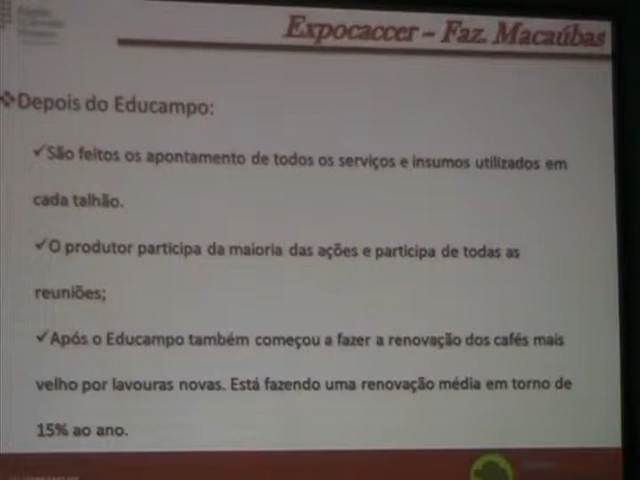 Expocaccer – Faz. Macaúbas
❖Depois do Educampo:
✓São feitos os apontamento de todos os serviços e insumos utilizados em
cada talhão.
✓O produtor participa da maioria das ações e participa de todas as
reuniões;
✓Após o Educampo também começou a fazer a renovação dos cafés mais
velho por lavouras novas. Está fazendo uma renovação média em torno de
15% ao ano.